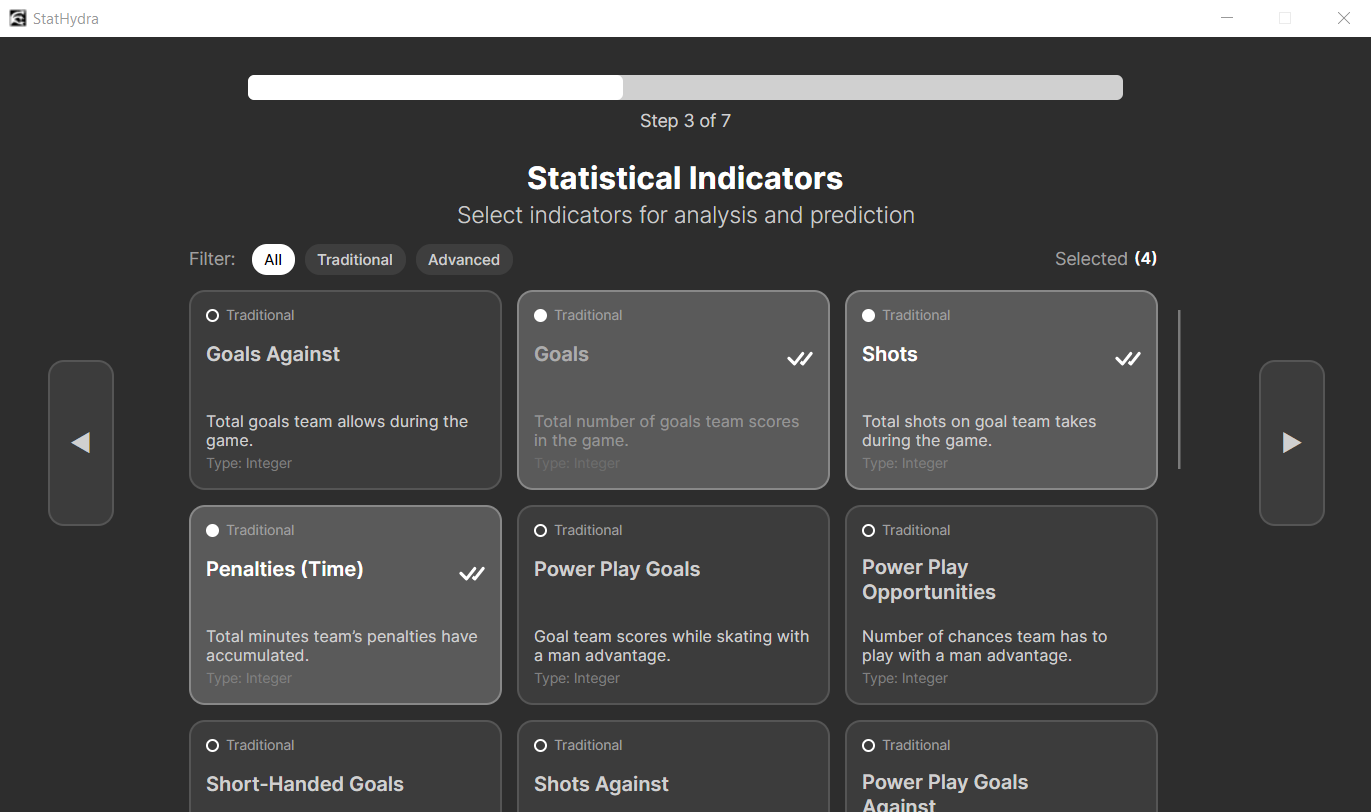 StatHydra
Step 3 of 7
Statistical Indicators
Select indicators for analysis and prediction
Filter: All Traditional Advanced Selected (4)
Traditional
Goals Against
Total goals team allows during the
game.
Type: Integer
Traditional
Goals
Total number of goals team scores
in the game.
Type: Integer
Traditional
Shots
Total shots on goal team takes
during the game.
Type: Integer
Traditional
Penalties (Time)
Total minutes team’s penalties have
accumulated.
Type: Integer
Traditional
Power Play Goals
Goal team scores while skating with
a man advantage.
Type: Integer
Traditional
Power Play
Opportunities
Number of chances team has to
play with a man advantage.
Type: Integer
Traditional
Short-Handed Goals
Traditional
Shots Against
Traditional
Power Play Goals
Against